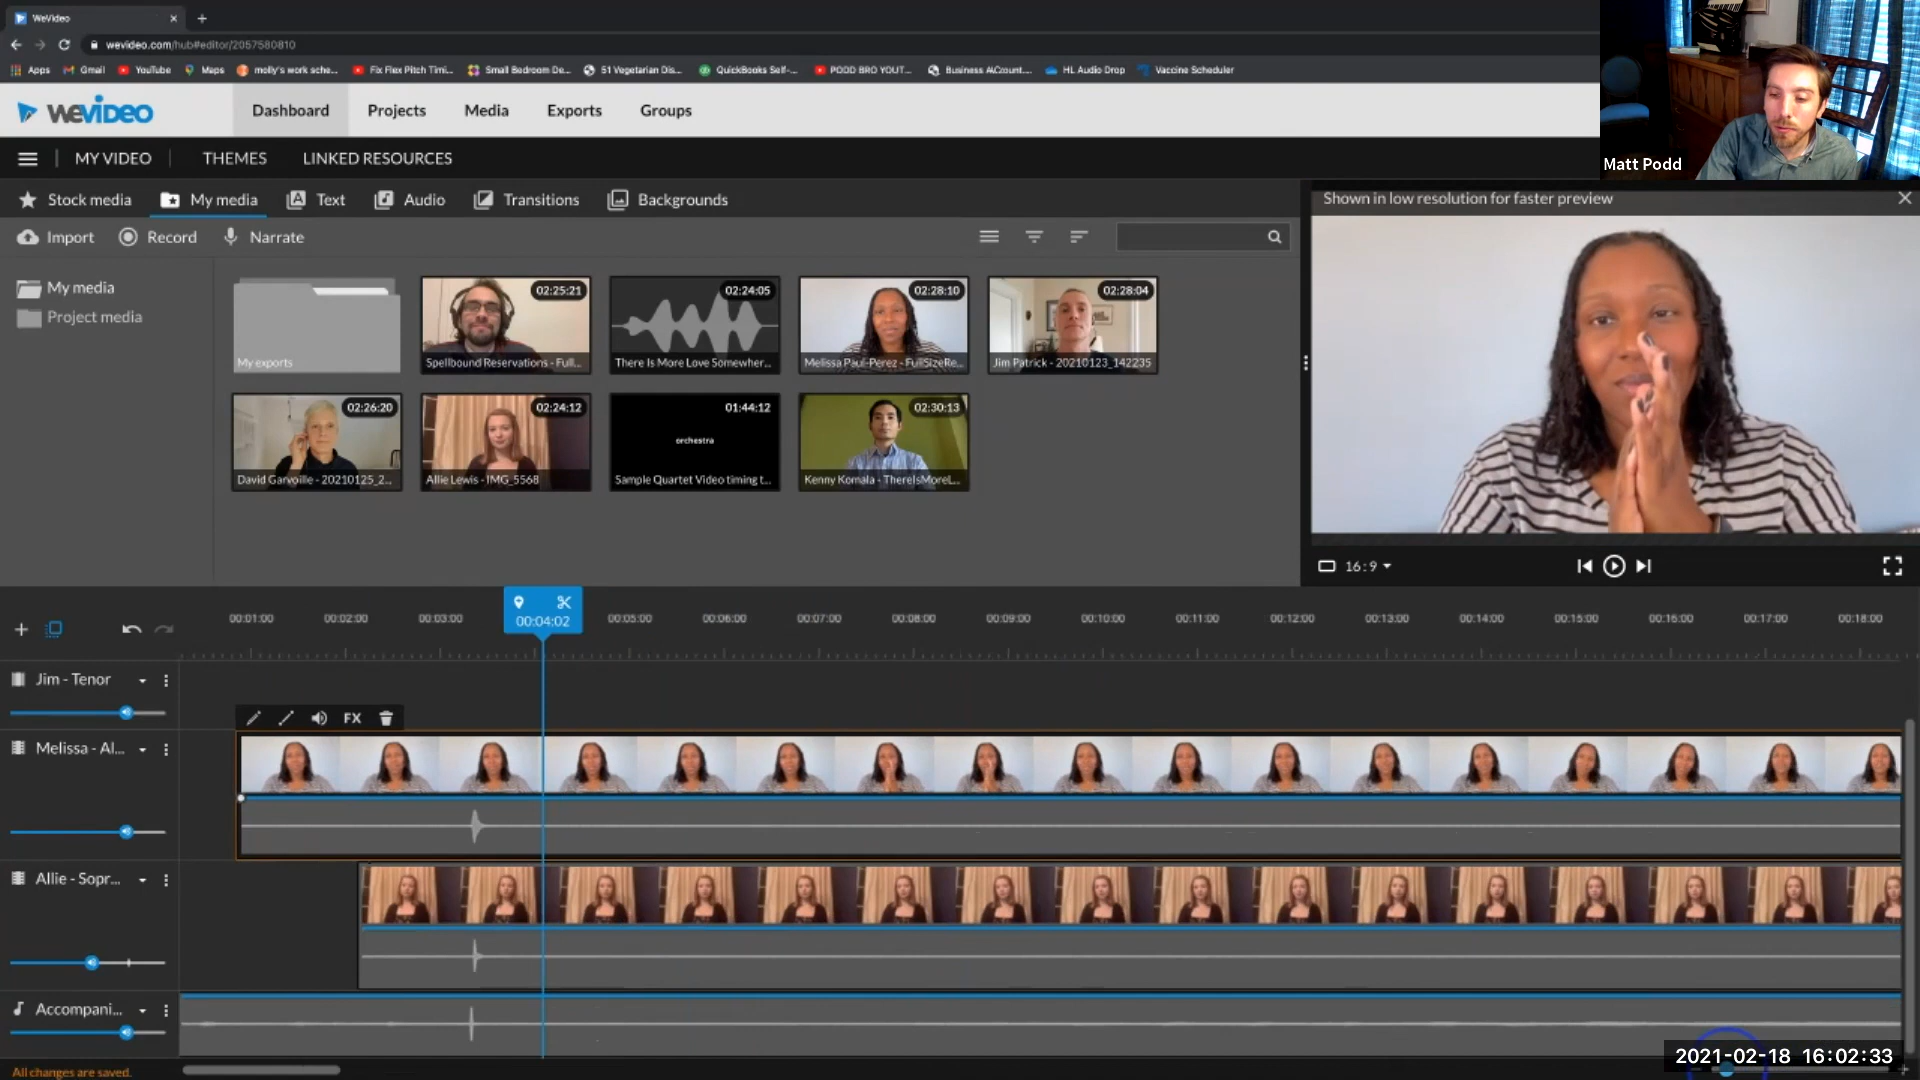 WeVideo
wevideo.com/hub#editor/2057580810
Apps
Gmail
YouTube
Maps
molly's work sche...
Fix Flex Pitch Timi...
Small Bedroom De...
51 Vegetarian Dis...
QuickBooks Self-...
PODD BRO YOUT...
Business ACcount....
HL Audio Drop
Vaccine Scheduler
WEVIDEO
Dashboard
Projects
Media
Exports
Groups
Matt Podd
MY VIDEO
THEMES
LINKED RESOURCES
Stock media
My media
Text
Audio
Transitions
Backgrounds
Shown in low resolution for faster preview
Import
Record
Narrate
My media
Project media
My exports
02:25:21
Spellbound Reservations - Full...
02:24:05
There Is More Love Somewher...
02:28:10
Melissa Paul-Perez - FullSizeRe...
02:28:04
Jim Patrick - 20210123_142235
02:26:20
David Garvoille - 20210125_2...
02:24:12
Allie Lewis - IMG_5568
01:44:12
orchestra
Sample Quartet Video timing t...
02:30:13
Kenny Komala - ThereIsMoreL...
16:9
00:01:00
00:02:00
00:03:00
00:04:02
00:05:00
00:06:00
00:07:00
00:08:00
00:09:00
00:10:00
00:11:00
00:12:00
00:13:00
00:14:00
00:15:00
00:16:00
00:17:00
00:18:00
Jim - Tenor
FX
Melissa - Al...
Allie - Sopr...
Accompani...
All changes are saved.
2021-02-18 16:02:33